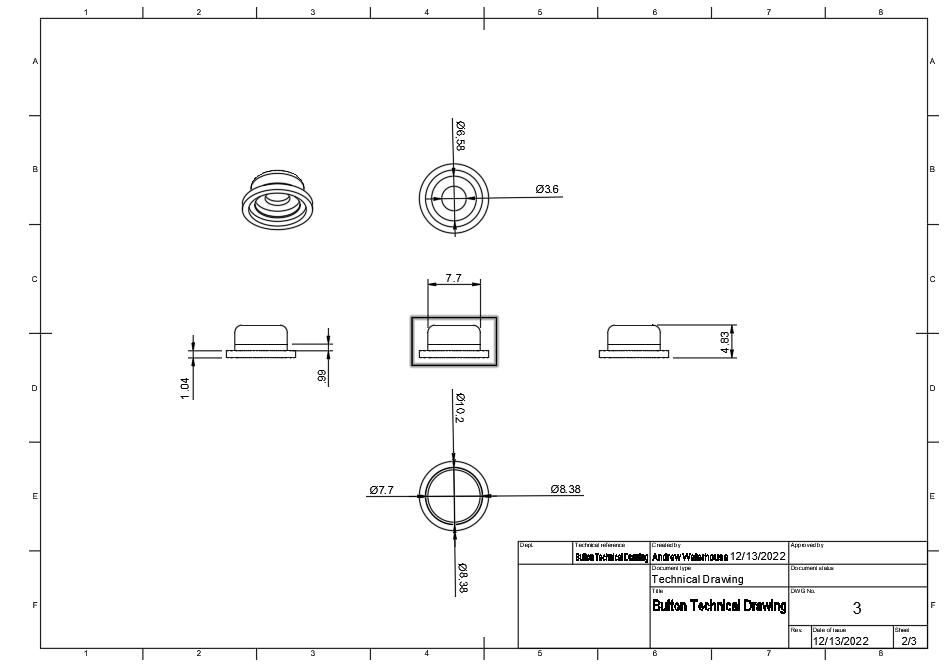 1 2 3 4 5 6 7 8
A A
Ø6.58
B B
Ø3.6
C C
7.7
4.83
1.04
.99
D D
Ø10.2
Ø7.7 Ø8.38
E E
Ø8.38
Dept. Technical reference Created by Approved by
Button Technical Drawing Andrew Waterhouse 12/13/2022
Document type Document status
Technical Drawing
Title DWG No.
Button Technical Drawing 3
F F
Rev. Date of issue Sheet
12/13/2022 2/3
1 2 3 4 5 6 7 8